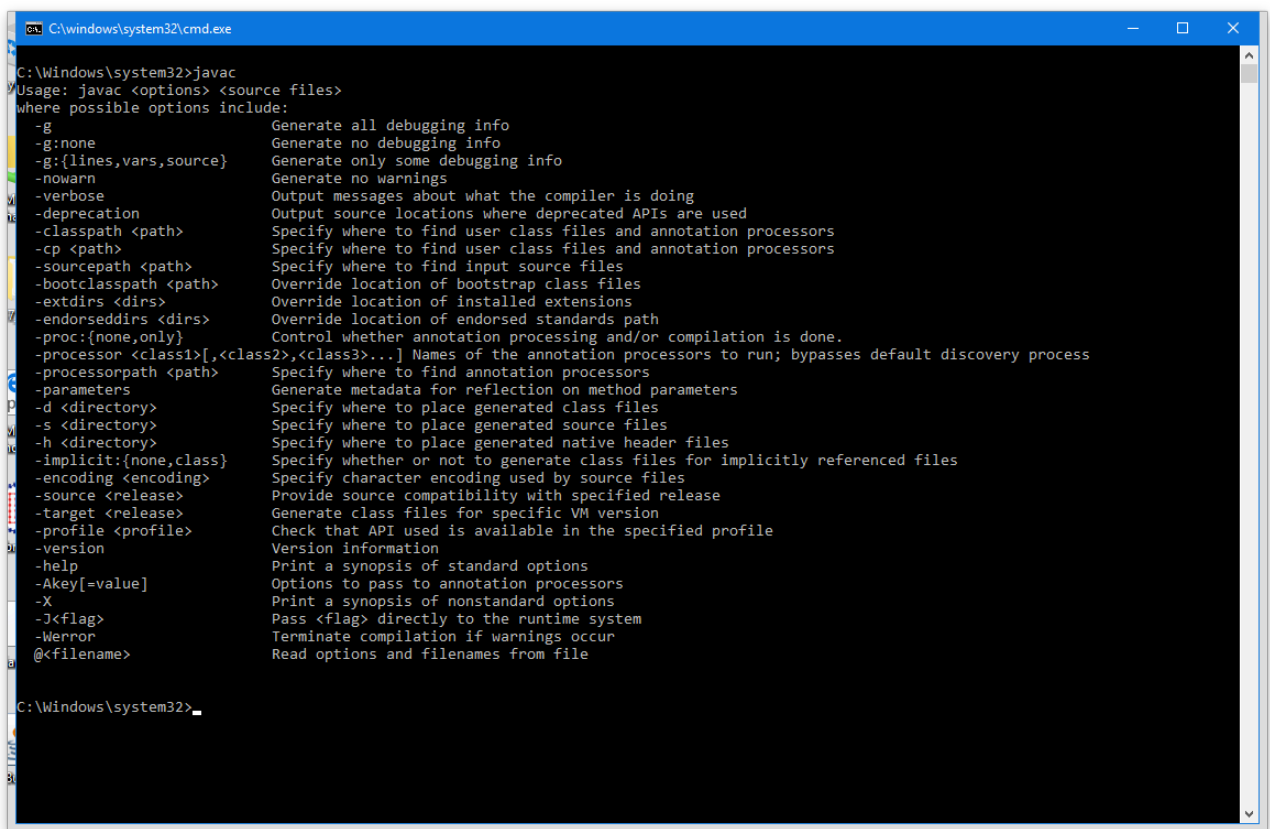 C:\windows\system32\cmd.exe
C:\Windows\system32>javac
Usage: javac <options> <source files>
where possible options include:
  -g                         Generate all debugging info
  -g:none                    Generate no debugging info
  -g:{lines,vars,source}     Generate only some debugging info
  -nowarn                    Generate no warnings
  -verbose                   Output messages about what the compiler is doing
  -deprecation               Output source locations where deprecated APIs are used
  -classpath <path>          Specify where to find user class files and annotation processors
  -cp <path>                 Specify where to find user class files and annotation processors
  -sourcepath <path>         Specify where to find input source files
  -bootclasspath <path>      Override location of bootstrap class files
  -extdirs <dirs>            Override location of installed extensions
  -endorseddirs <dirs>       Override location of endorsed standards path
  -proc:{none,only}          Control whether annotation processing and/or compilation is done.
  -processor <class1>[,<class2>,<class3>...] Names of the annotation processors to run; bypasses default discovery process
  -processorpath <path>      Specify where to find annotation processors
  -parameters                Generate metadata for reflection on method parameters
  -d <directory>             Specify where to place generated class files
  -s <directory>             Specify where to place generated source files
  -h <directory>             Specify where to place generated native header files
  -implicit:{none,class}     Specify whether or not to generate class files for implicitly referenced files
  -encoding <encoding>       Specify character encoding used by source files
  -source <release>          Provide source compatibility with specified release
  -target <release>          Generate class files for specific VM version
  -profile <profile>         Check that API used is available in the specified profile
  -version                   Version information
  -help                      Print a synopsis of standard options
  -Akey[=value]              Options to pass to annotation processors
  -X                         Print a synopsis of nonstandard options
  -J<flag>                   Pass <flag> directly to the runtime system
  -Werror                    Terminate compilation if warnings occur
  @<filename>                Read options and filenames from file
C:\Windows\system32>